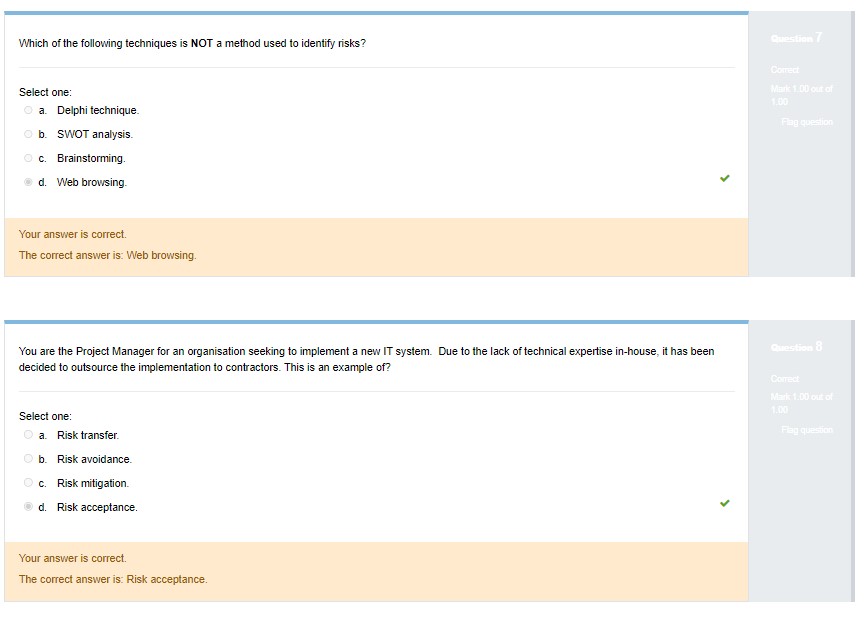 Which of the following techniques is NOT a method used to identify risks?
Select one:
a. Delphi technique.
b. SWOT analysis.
c. Brainstorming.
d. Web browsing.
Your answer is correct.
The correct answer is: Web browsing.
Question 7
Correct
Mark 1.00 out of
1.00
Flag question
You are the Project Manager for an organisation seeking to implement a new IT system. Due to the lack of technical expertise in-house, it has been
decided to outsource the implementation to contractors. This is an example of?
Select one:
a. Risk transfer.
b. Risk avoidance.
c. Risk mitigation.
d. Risk acceptance.
Your answer is correct.
The correct answer is: Risk acceptance.
Question 8
Correct
Mark 1.00 out of
1.00
Flag question